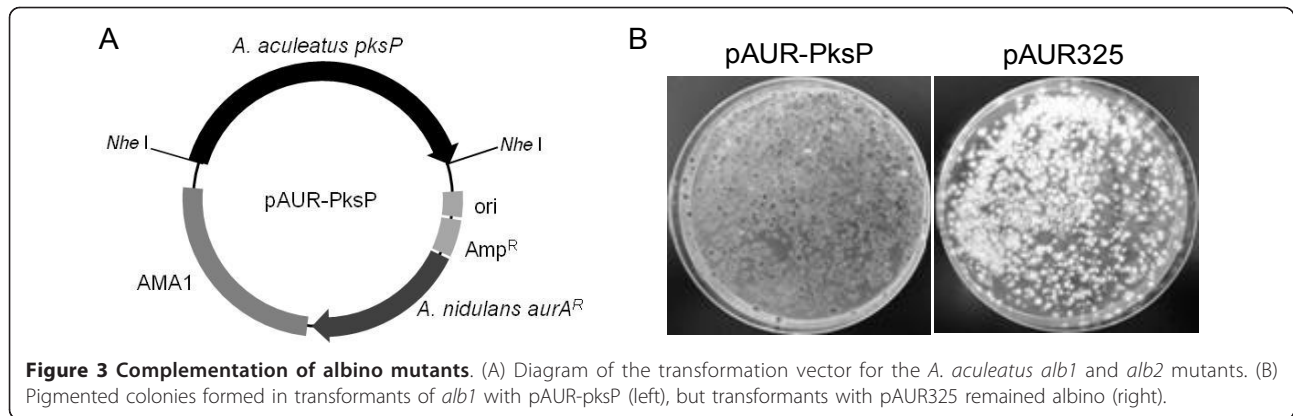 A
B
A. aculeatus pksP
pAUR-PksP
pAUR325
Nhe I
Nhe I
pAUR-PksP
ori
Amp^R
AMA1
A. nidulans aurA^R
Figure 3 Complementation of albino mutants. (A) Diagram of the transformation vector for the A. aculeatus alb1 and alb2 mutants. (B)
Pigmented colonies formed in transformants of alb1 with pAUR-pksP (left), but transformants with pAUR325 remained albino (right).